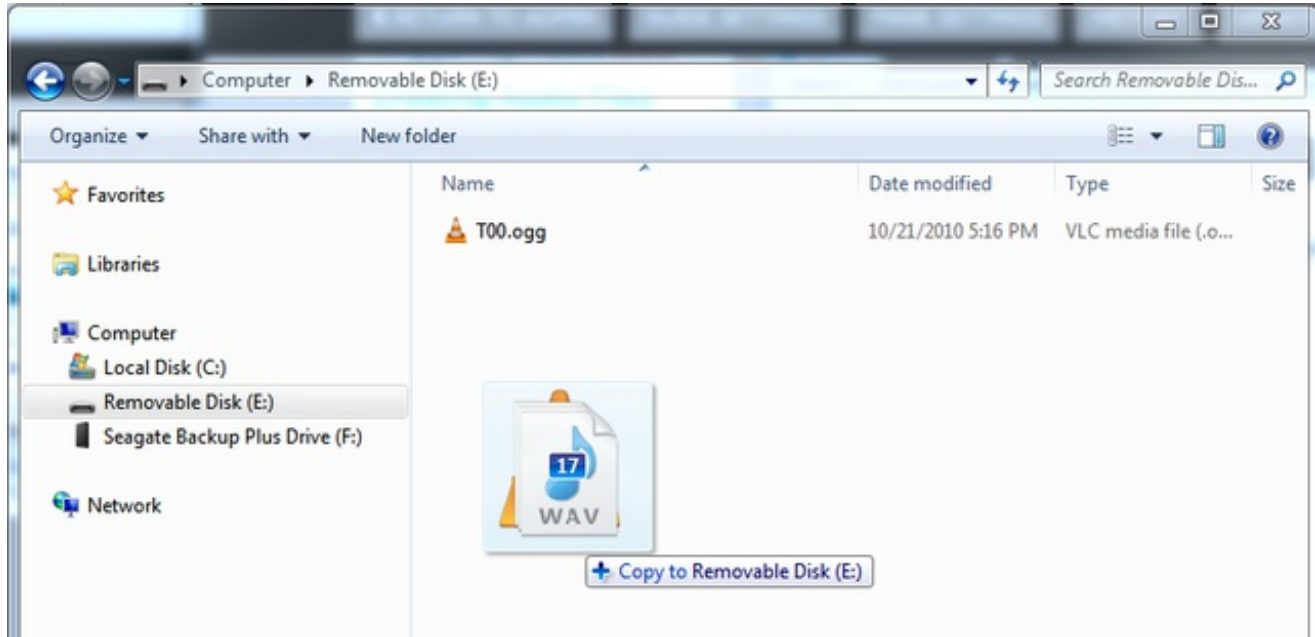 Computer Removable Disk (E:)
Search Removable Dis...
Organize Share with New folder
Name Date modified Type Size
Favorites
T00.ogg 10/21/2010 5:16 PM VLC media file (.o...
Libraries
Computer
Local Disk (C:)
Removable Disk (E:)
Seagate Backup Plus Drive (F:)
17
WAV
Network
Copy to Removable Disk (E:)